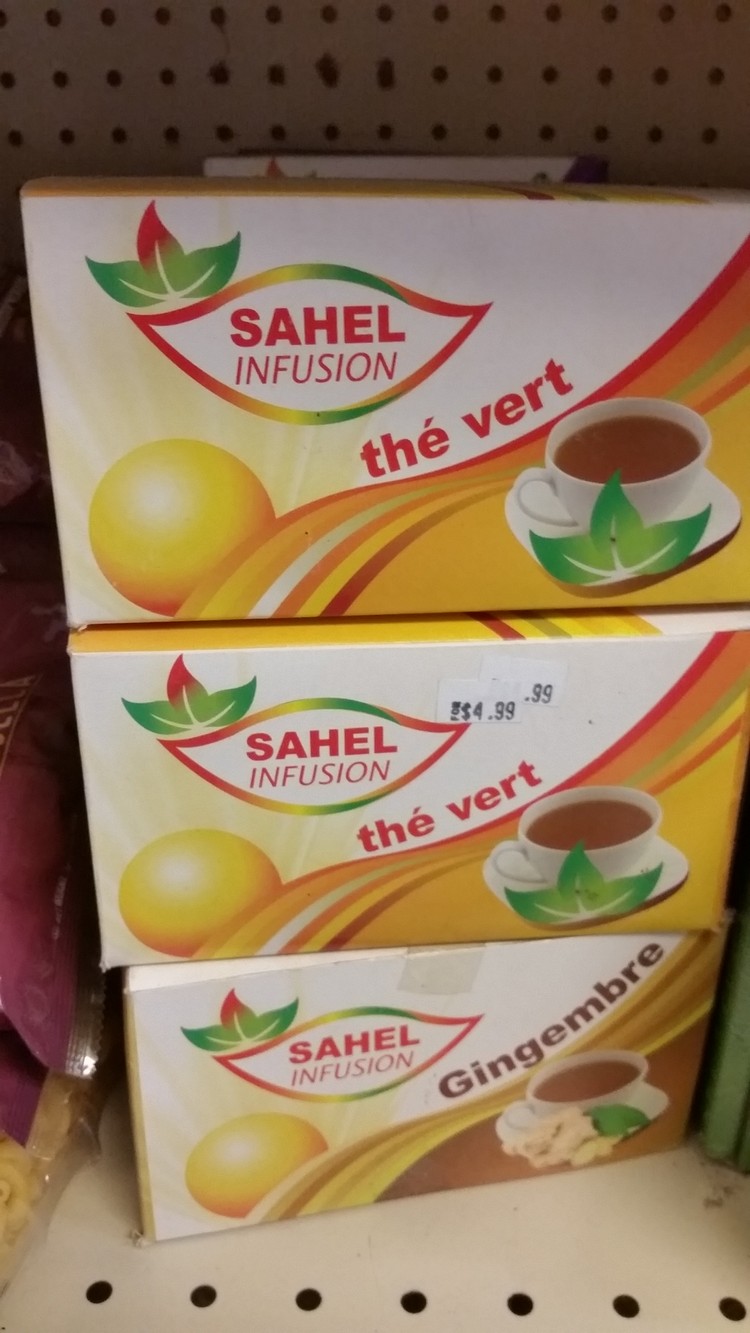 SAHEL
INFUSION
thé vert
.99
$4.99
SAHEL
INFUSION
thé vert
Gingembre
SAHEL
INFUSION